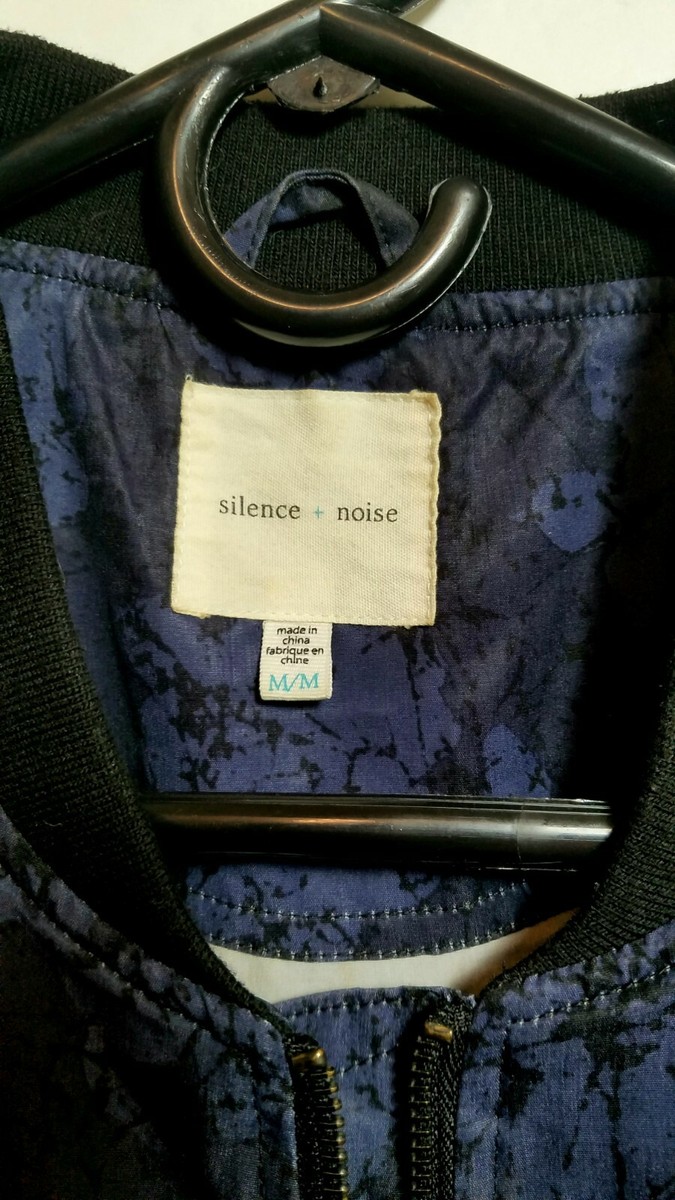 silence + noise
made in
china
fabrique en
chine
M/M